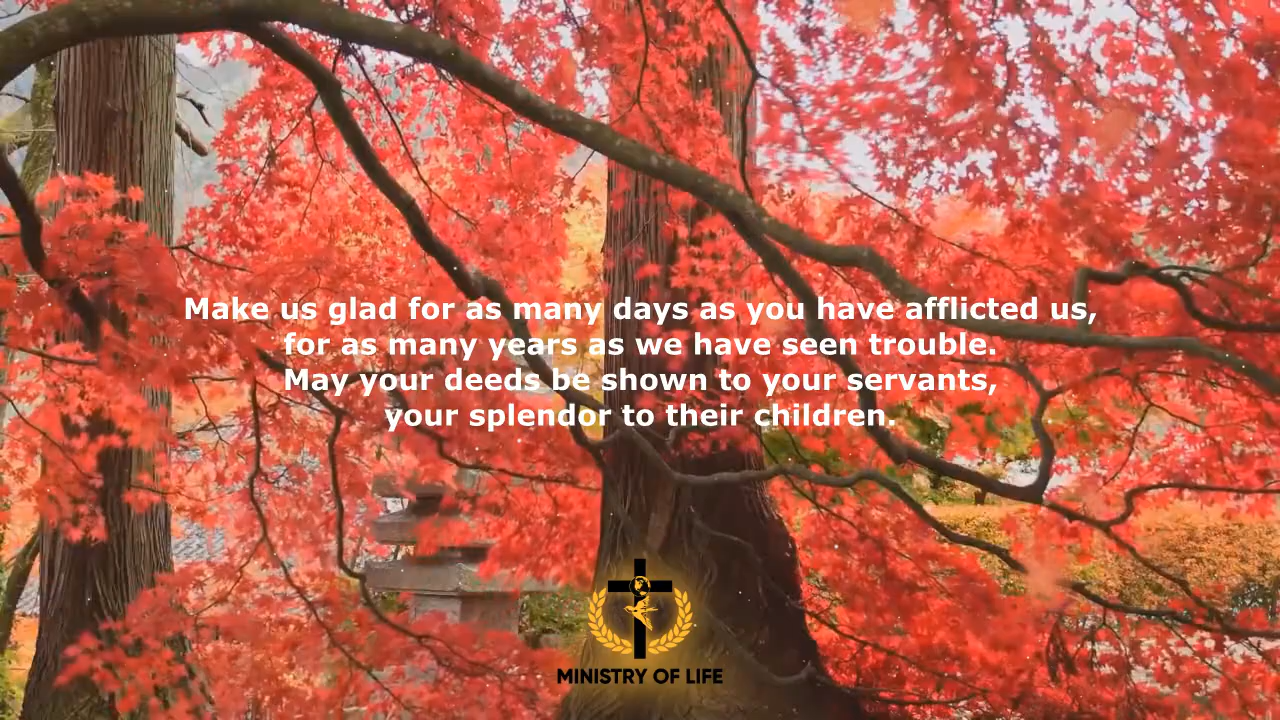 Make us glad for as many days as you have afflicted us,
for as many years as we have seen trouble.
May your deeds be shown to your servants,
your splendor to their children.
MINISTRY OF LIFE